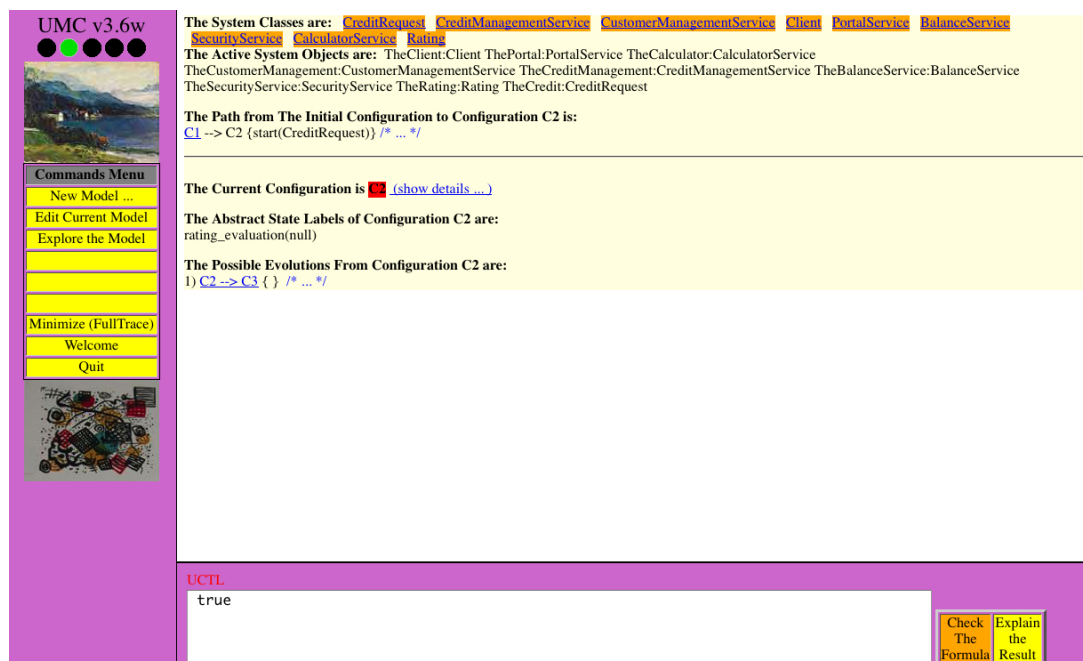 UMC v3.6w
Commands Menu
New Model ...
Edit Current Model
Explore the Model
Minimize (FullTrace)
Welcome
Quit
The System Classes are: CreditRequest CreditManagementService CustomerManagementService Client PortalService BalanceService
SecurityService CalculatorService Rating
The Active System Objects are: TheClient:Client ThePortal:PortalService TheCalculator:CalculatorService
TheCustomerManagement:CustomerManagementService TheCreditManagement:CreditManagementService TheBalanceService:BalanceService
TheSecurityService:SecurityService TheRating:Rating TheCredit:CreditRequest
The Path from The Initial Configuration to Configuration C2 is:
C1 --> C2 {start(CreditRequest)} /* ... */
The Current Configuration is C2 (show details ... )
The Abstract State Labels of Configuration C2 are:
rating_evaluation(null)
The Possible Evolutions From Configuration C2 are:
1) C2 --> C3 { } /* ... */
UCTL
true
Check
The
Formula
Explain
the
Result